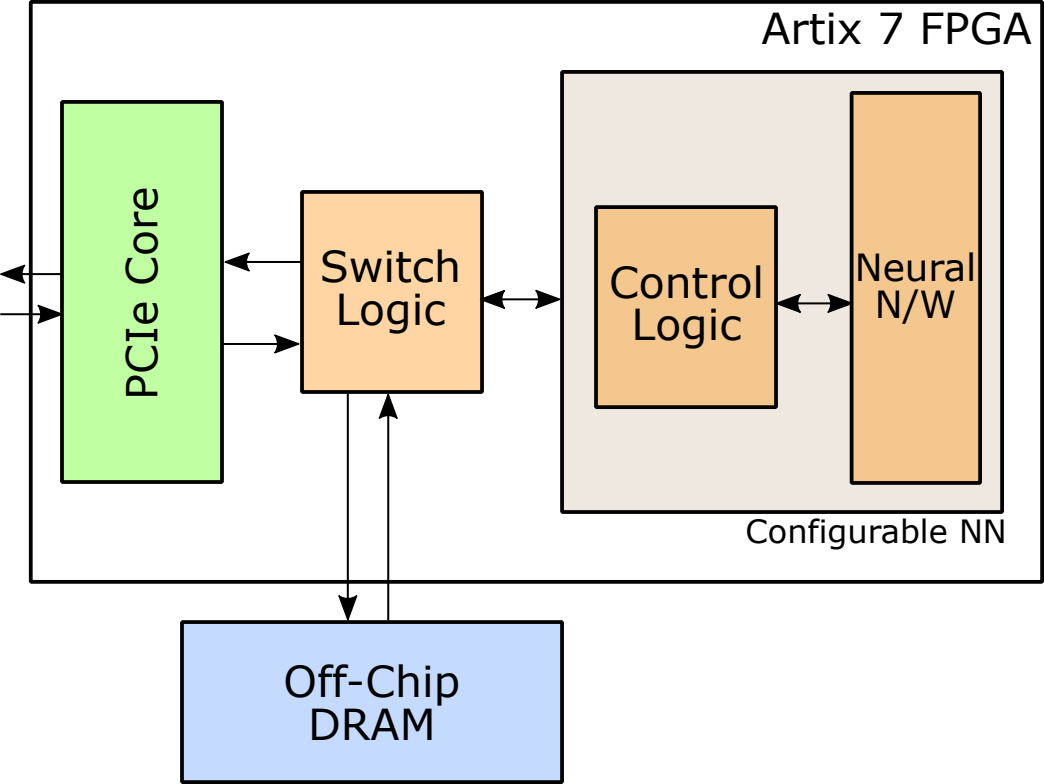 Artix 7 FPGA
PCIe Core
Switch
Logic
Control
Logic
Neural
N/W
Configurable NN
Off-Chip
DRAM